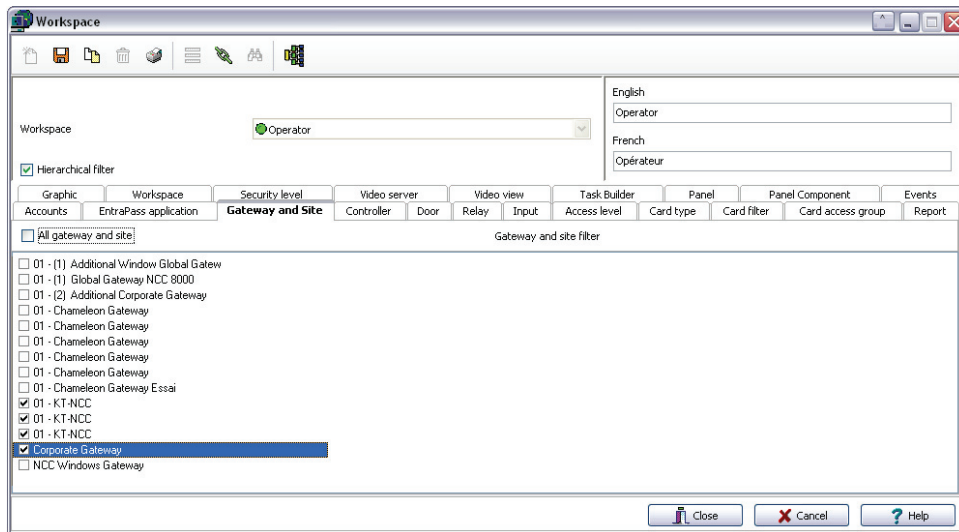 Workspace
English
Operator
Workspace
Operator
French
Opérateur
Hierarchical filter
Graphic Workspace Security level Video server Video view Task Builder Panel Panel Component Events
Accounts EntraPass application Gateway and Site Controller Door Relay Input Access level Card type Card filter Card access group Report
All gateway and site
Gateway and site filter
01 - (1) Additional Window Global Gatew
01 - (1) Global Gateway NCC 8000
01 - (2) Additional Corporate Gateway
01 - Chameleon Gateway
01 - Chameleon Gateway
01 - Chameleon Gateway
01 - Chameleon Gateway
01 - Chameleon Gateway
01 - Chameleon Gateway Essai
01 - KT-NCC
01 - KT-NCC
01 - KT-NCC
Corporate Gateway
NCC Windows Gateway
Close Cancel Help